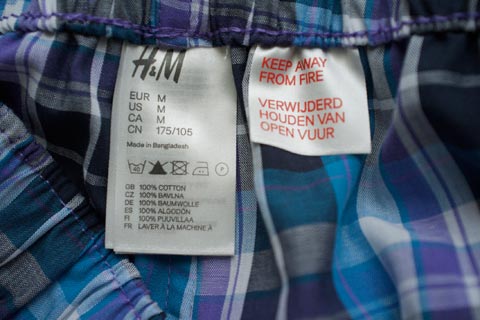 H&M
EUR M
US M
CA M
CN 175/105
Made in Bangladesh
40 P
GB 100% COTTON
CZ 100% BAVLNA
DE 100% BAUMWOLLE
ES 100% ALGODÓN
FI 100% PUUVILLAA
FR LAVER À LA MACHINE À
KEEP AWAY
FROM FIRE
VERWIJDERD
HOUDEN VAN
OPEN VUUR